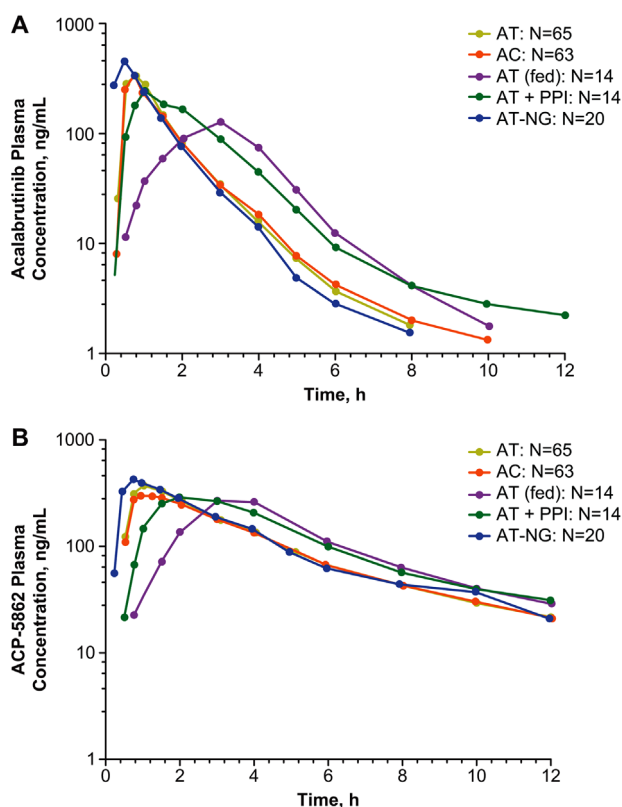 A
1000
100
10
1
Acalabrutinib Plasma
Concentration, ng/mL
AT: N=65
AC: N=63
AT (fed): N=14
AT + PPI: N=14
AT-NG: N=20
0 2 4 6 8 10 12
Time, h
B
1000
100
10
1
ACP-5862 Plasma
Concentration, ng/mL
AT: N=65
AC: N=63
AT (fed): N=14
AT + PPI: N=14
AT-NG: N=20
0 2 4 6 8 10 12
Time, h